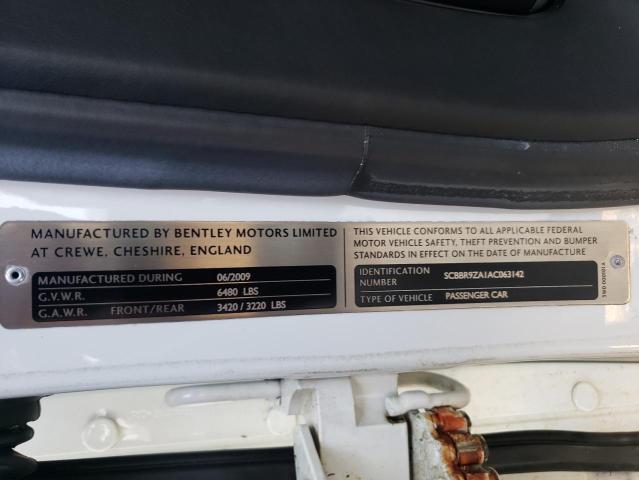 MANUFACTURED BY BENTLEY MOTORS LIMITED
AT CREWE, CHESHIRE, ENGLAND
MANUFACTURED DURING 06/2009
G.V.W.R. 6480 LBS
G.A.W.R. FRONT/REAR 3420 / 3220 LBS
THIS VEHICLE CONFORMS TO ALL APPLICABLE FEDERAL
MOTOR VEHICLE SAFETY, THEFT PREVENTION AND BUMPER
STANDARDS IN EFFECT ON THE DATE OF MANUFACTURE
IDENTIFICATION NUMBER SCBBR9ZA1AC063142
TYPE OF VEHICLE PASSENGER CAR